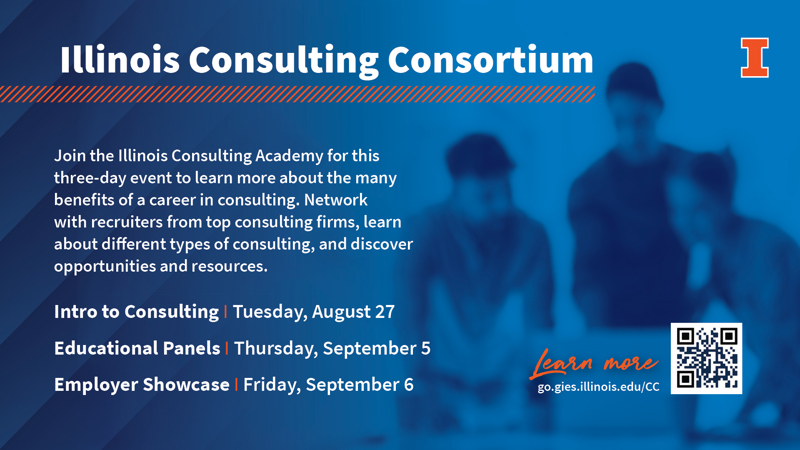 Illinois Consulting Consortium
I
Join the Illinois Consulting Academy for this
three-day event to learn more about the many
benefits of a career in consulting. Network
with recruiters from top consulting firms, learn
about different types of consulting, and discover
opportunities and resources.
Intro to Consulting | Tuesday, August 27
Educational Panels | Thursday, September 5
Employer Showcase | Friday, September 6
Learn more
go.gies.illinois.edu/CC